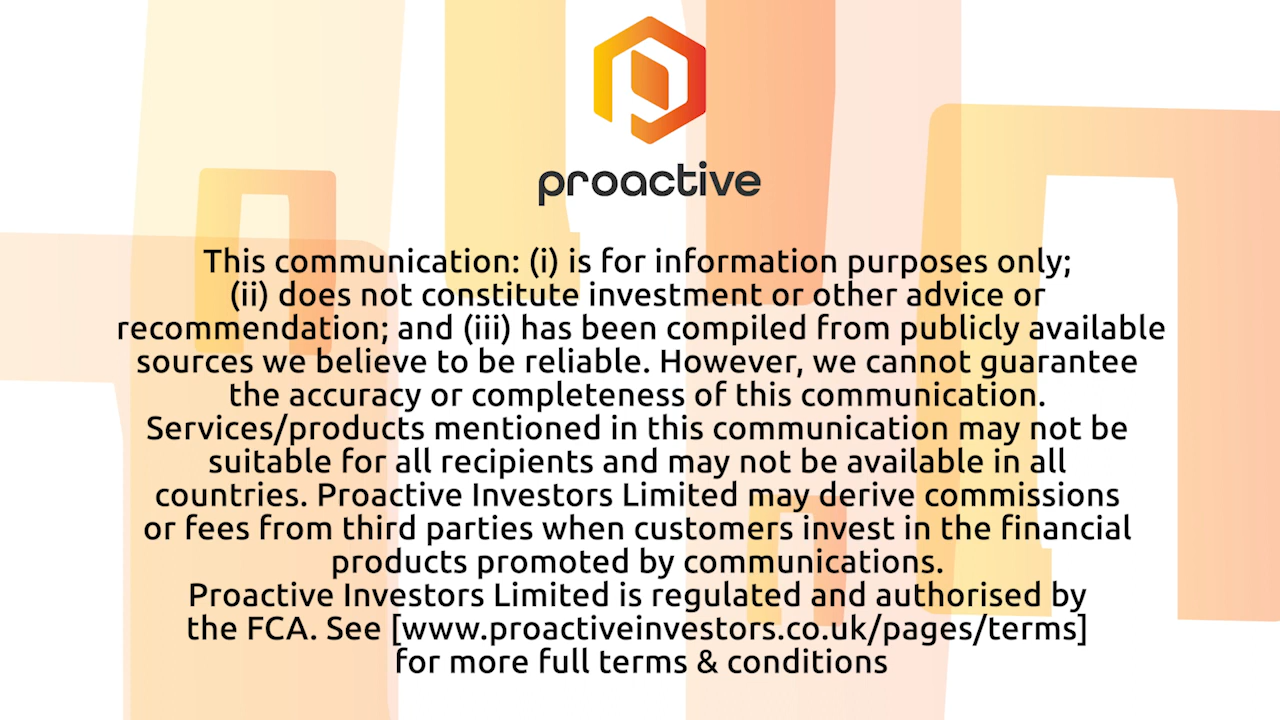 proactive
This communication: (i) is for information purposes only;
(ii) does not constitute investment or other advice or
recommendation; and (iii) has been compiled from publicly available
sources we believe to be reliable. However, we cannot guarantee
the accuracy or completeness of this communication.
Services/products mentioned in this communication may not be
suitable for all recipients and may not be available in all
countries. Proactive Investors Limited may derive commissions
or fees from third parties when customers invest in the financial
products promoted by communications.
Proactive Investors Limited is regulated and authorised by
the FCA. See [www.proactiveinvestors.co.uk/pages/terms]
for more full terms & conditions